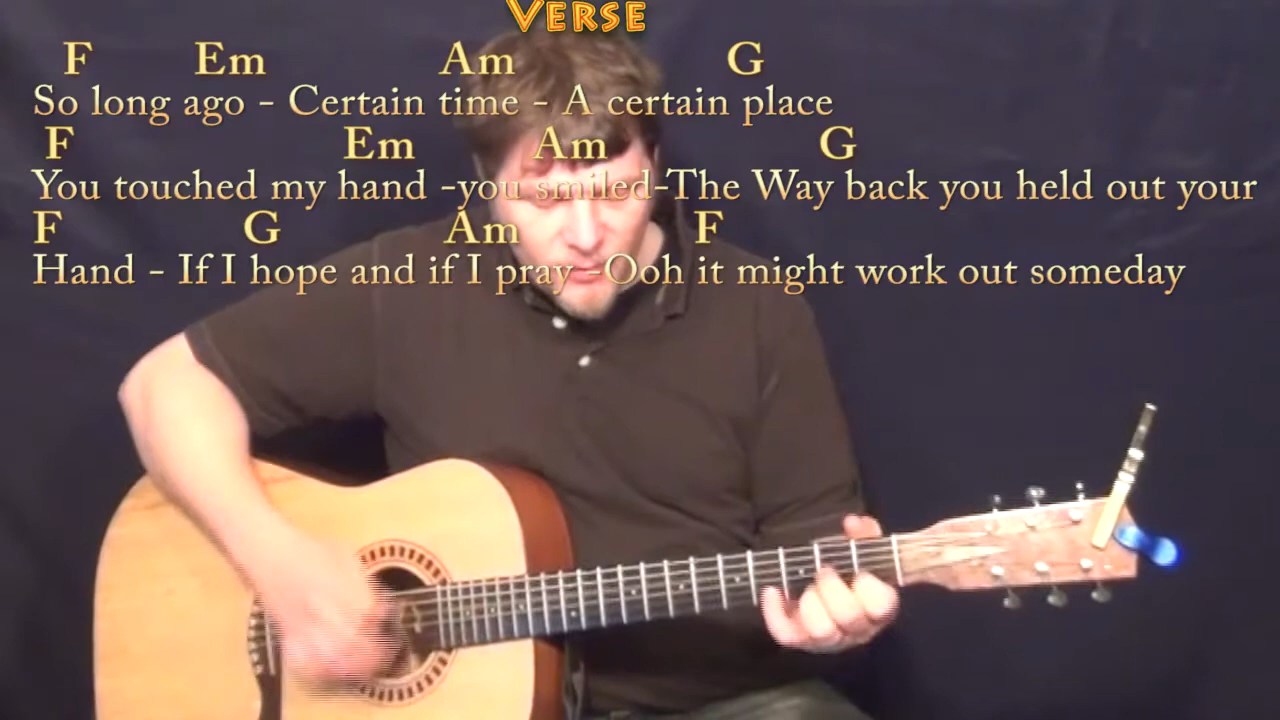 VERSE
F Em Am G
So long ago - Certain time - A certain place
F Em Am G
You touched my hand -you smiled-The Way back you held out your
F G Am F
Hand - If I hope and if I pray -Ooh it might work out someday